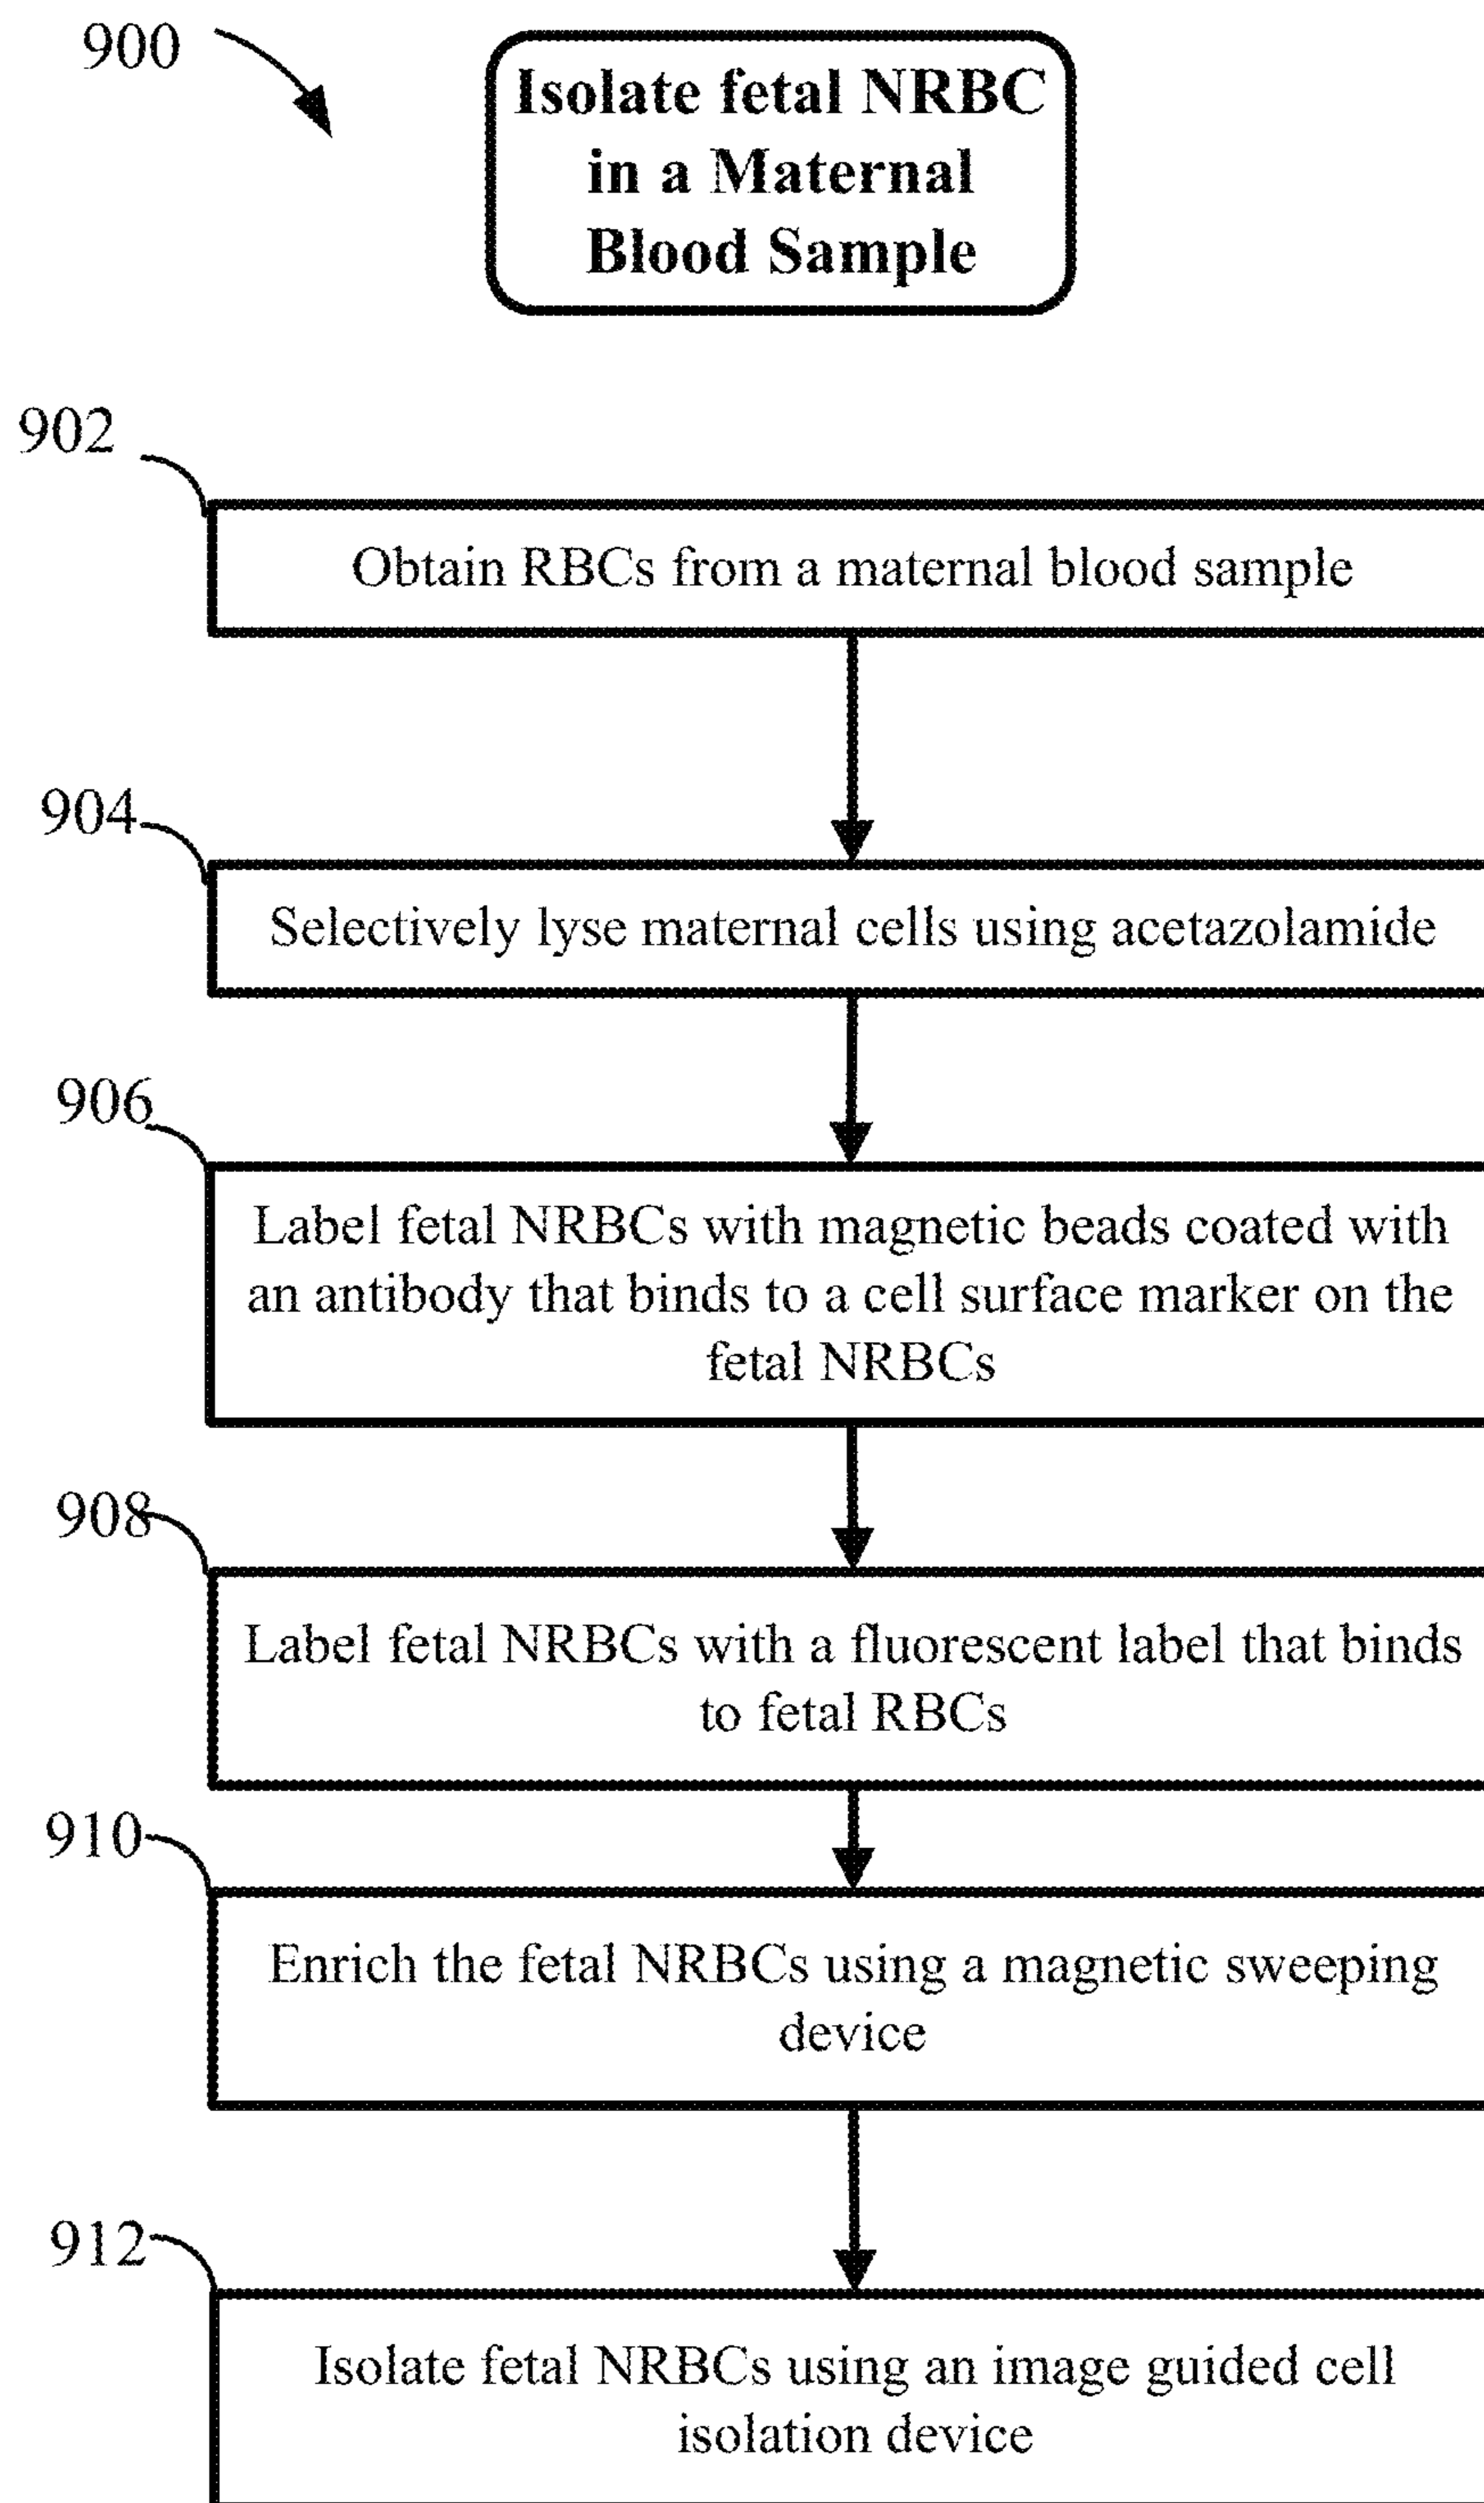 900
Isolate fetal NRBC
in a Maternal
Blood Sample
902
Obtain RBCs from a maternal blood sample
904
Selectively lyse maternal cells using acetazolamide
906
Label fetal NRBCs with magnetic beads coated with
an antibody that binds to a cell surface marker on the
fetal NRBCs
908
Label fetal NRBCs with a fluorescent label that binds
to fetal RBCs
910
Enrich the fetal NRBCs using a magnetic sweeping
device
912
Isolate fetal NRBCs using an image guided cell
isolation device